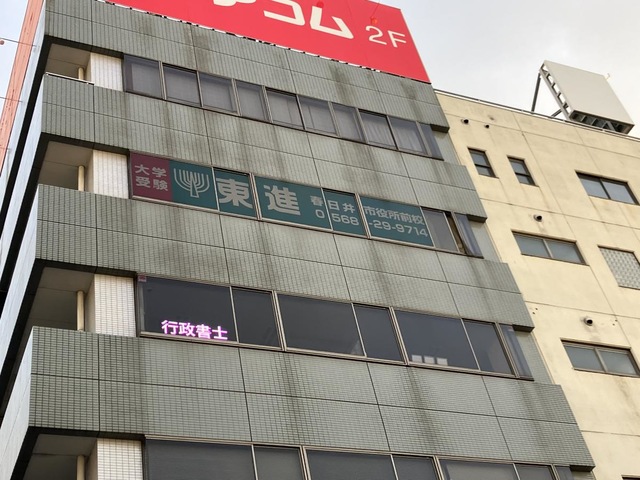 コム 2F
大学
受験
東進
春日井市役所前校
0568-29-9714
行政書士